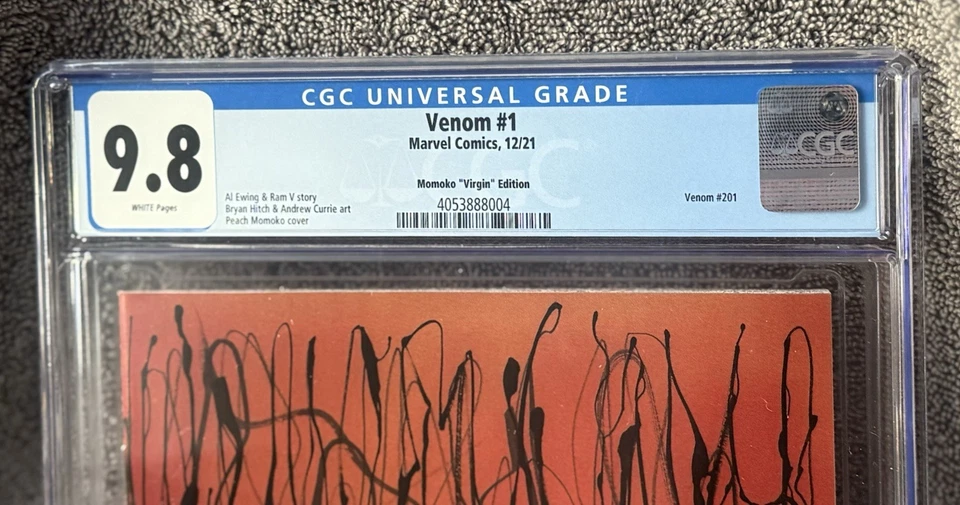 CGC UNIVERSAL GRADE
9.8
WHITE Pages
Venom #1
Marvel Comics, 12/21
Momoko "Virgin" Edition
Al Ewing & Ram V story
Bryan Hitch & Andrew Currie art
Peach Momoko cover
4053888004
Venom #201
CGC
CGC